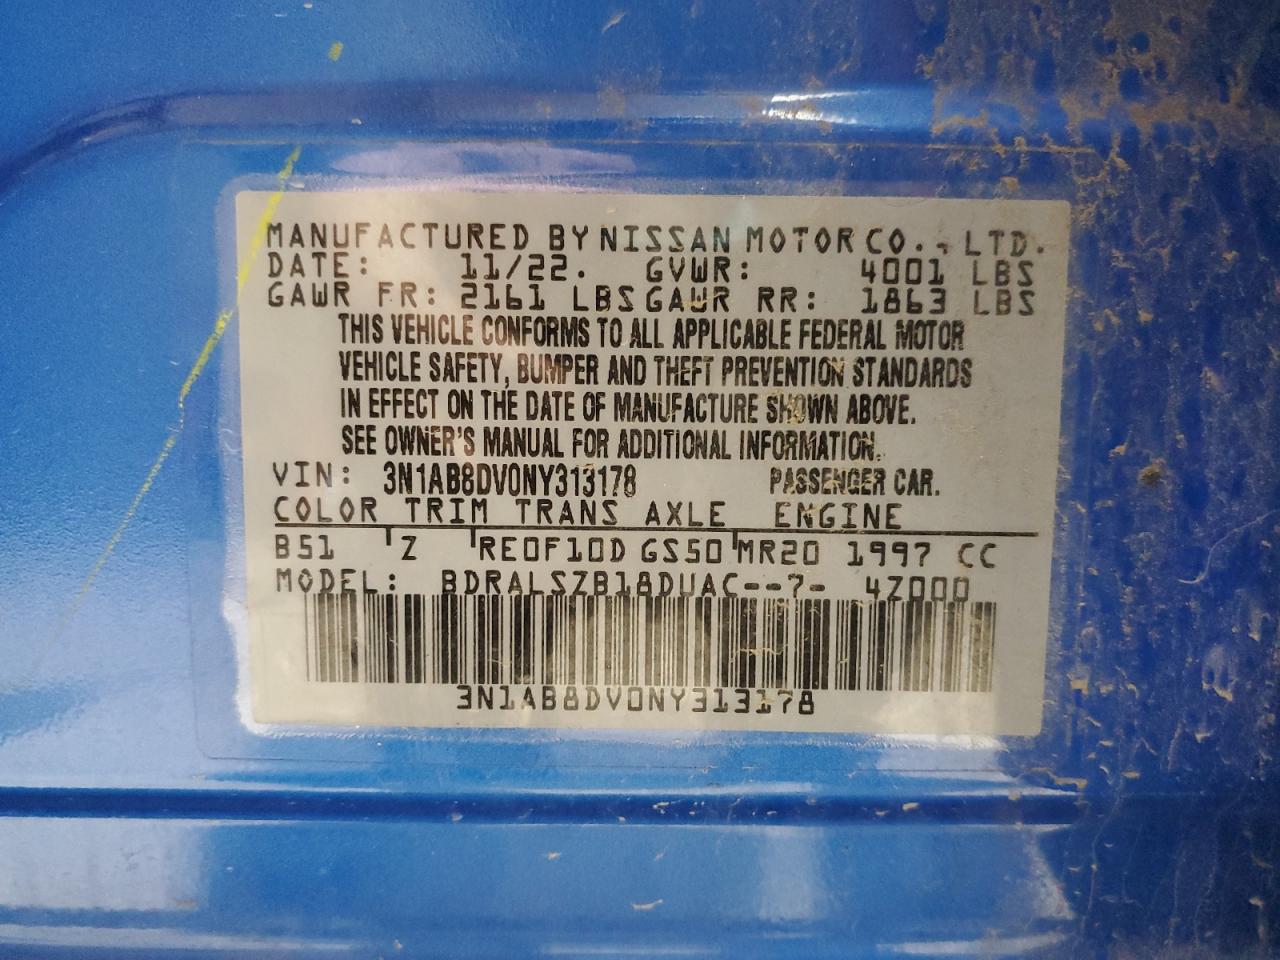 MANUFACTURED BY NISSAN MOTOR CO., LTD.
DATE: 11/22. GVWR: 4001 LBS
GAWR FR: 2161 LBS GAWR RR: 1863 LBS
THIS VEHICLE CONFORMS TO ALL APPLICABLE FEDERAL MOTOR
VEHICLE SAFETY, BUMPER AND THEFT PREVENTION STANDARDS
IN EFFECT ON THE DATE OF MANUFACTURE SHOWN ABOVE.
SEE OWNER'S MANUAL FOR ADDITIONAL INFORMATION.
VIN: 3N1AB8DV0NY313178 PASSENGER CAR.
COLOR TRIM TRANS AXLE ENGINE
B51 Z RE0F10D GS50 MR20 1997 CC
MODEL: BDRALSZB18DUAC--7- 4Z000
3N1AB8DV0NY313178